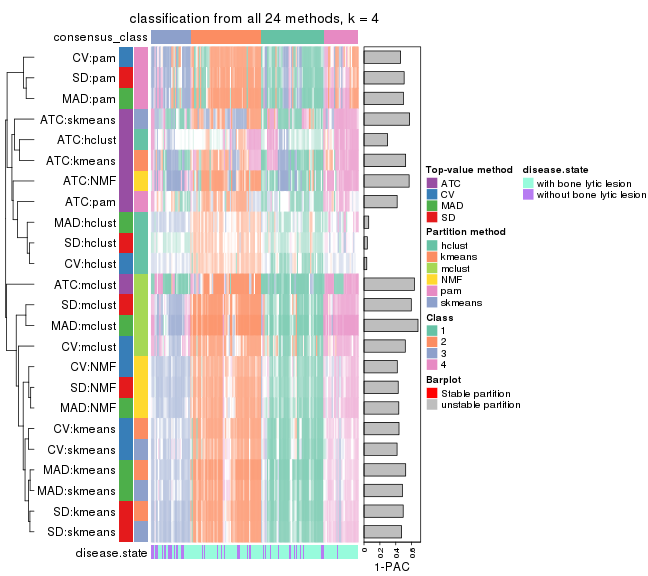 classification from all 24 methods, k = 4
consensus_class
CV:pam
SD:pam
MAD:pam
ATC:skmeans
ATC:hclust
ATC:kmeans
ATC:NMF
ATC:pam
MAD:hclust
SD:hclust
CV:hclust
ATC:mclust
SD:mclust
MAD:mclust
CV:mclust
CV:NMF
SD:NMF
MAD:NMF
CV:kmeans
CV:skmeans
MAD:kmeans
MAD:skmeans
SD:kmeans
SD:skmeans
disease.state
0 0.2 0.4 0.6
1-PAC
Top-value method
ATC
CV
MAD
SD
Partition method
hclust
kmeans
mclust
NMF
pam
skmeans
Class
1
2
3
4
Barplot
Stable partition
unstable partition
disease.state
with bone lytic lesion
without bone lytic lesion